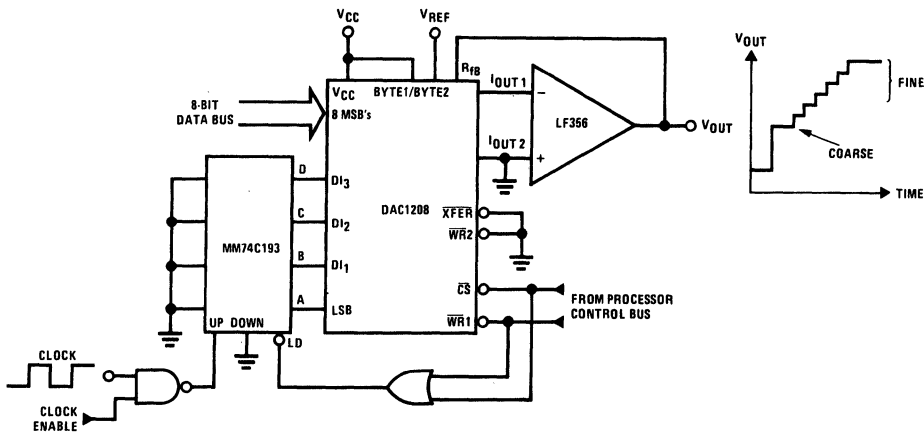 VCC
VREF
VOUT
RfB
VCC
BYTE1/BYTE2
IOUT 1
8-BIT
DATA BUS
8 MSB's
LF356
VOUT
FINE
IOUT 2
COARSE
TIME
D
DI3
C
DI2
DAC1208
XFER
WR2
MM74C193
B
DI1
A
LSB
CS
WR1
FROM PROCESSOR
CONTROL BUS
UP DOWN
LD
CLOCK
CLOCK
ENABLE